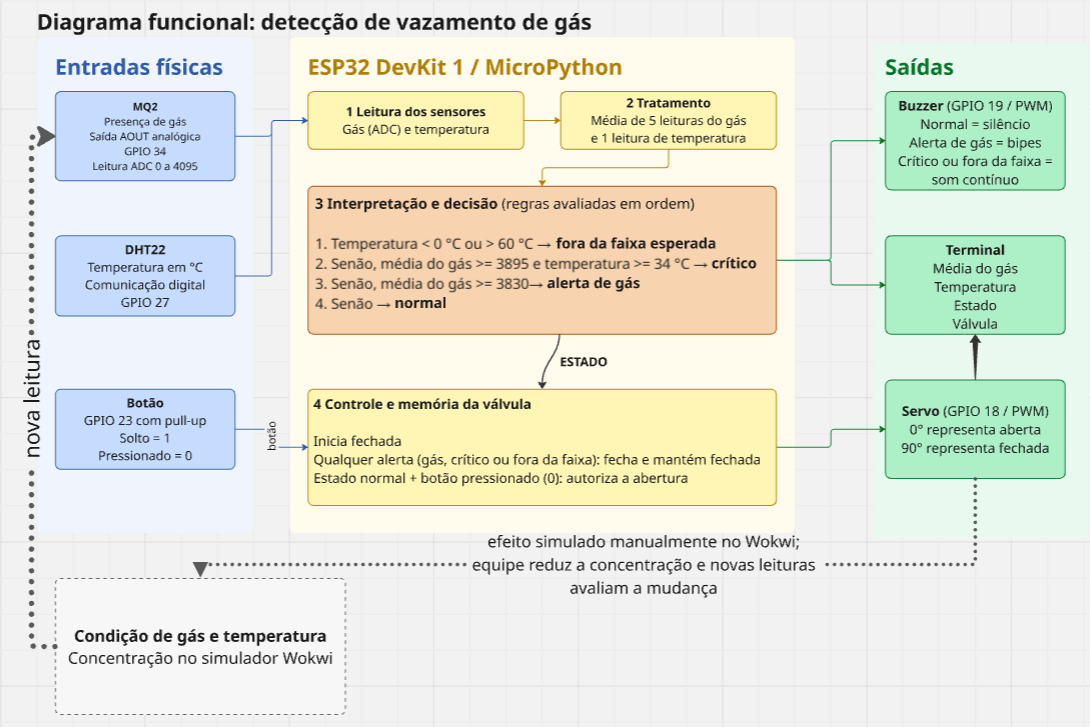 Diagrama funcional: detecção de vazamento de gás
Entradas físicas
MQ2
Presença de gás
Saída AOUT analógica
GPIO 34
Leitura ADC 0 a 4095
DHT22
Temperatura em °C
Comunicação digital
GPIO 27
Botão
GPIO 23 com pull-up
Solto = 1
Pressionado = 0
nova leitura
botão
ESP32 DevKit 1 / MicroPython
1 Leitura dos sensores
Gás (ADC) e temperatura
2 Tratamento
Média de 5 leituras do gás
e 1 leitura de temperatura
3 Interpretação e decisão (regras avaliadas em ordem)
1. Temperatura < 0 °C ou > 60 °C → fora da faixa esperada
2. Senão, média do gás >= 3895 e temperatura >= 34 °C → crítico
3. Senão, média do gás >= 3830→ alerta de gás
4. Senão → normal
ESTADO
4 Controle e memória da válvula
Inicia fechada
Qualquer alerta (gás, crítico ou fora da faixa): fecha e mantém fechada
Estado normal + botão pressionado (0): autoriza a abertura
Saídas
Buzzer (GPIO 19 / PWM)
Normal = silêncio
Alerta de gás = bipes
Crítico ou fora da faixa =
som contínuo
Terminal
Média do gás
Temperatura
Estado
Válvula
Servo (GPIO 18 / PWM)
0° representa aberta
90° representa fechada
efeito simulado manualmente no Wokwi;
equipe reduz a concentração e novas leituras
avaliam a mudança
Condição de gás e temperatura
Concentração no simulador Wokwi